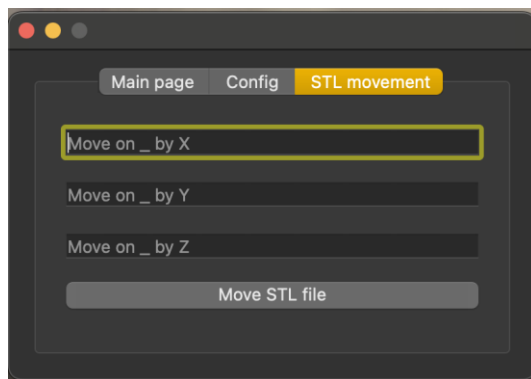 Main page Config STL movement
Move on _ by X
Move on _ by Y
Move on _ by Z
Move STL file